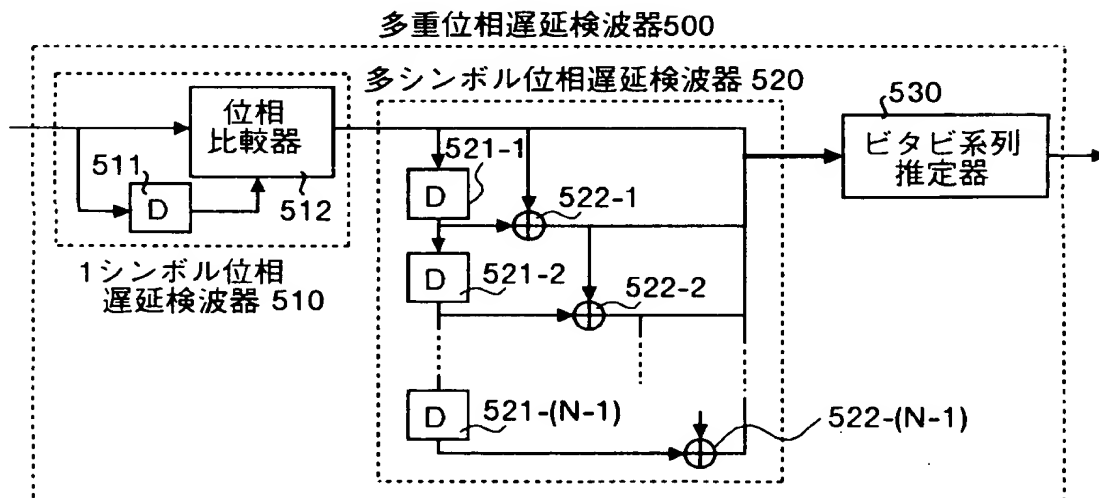 多重位相遅延検波器500
多シンボル位相遅延検波器 520
位相
比較器
511
D
512
1シンボル位相
遅延検波器 510
521-1
D
522-1
D
521-2
522-2
D
521-(N-1)
522-(N-1)
530
ビタビ系列
推定器